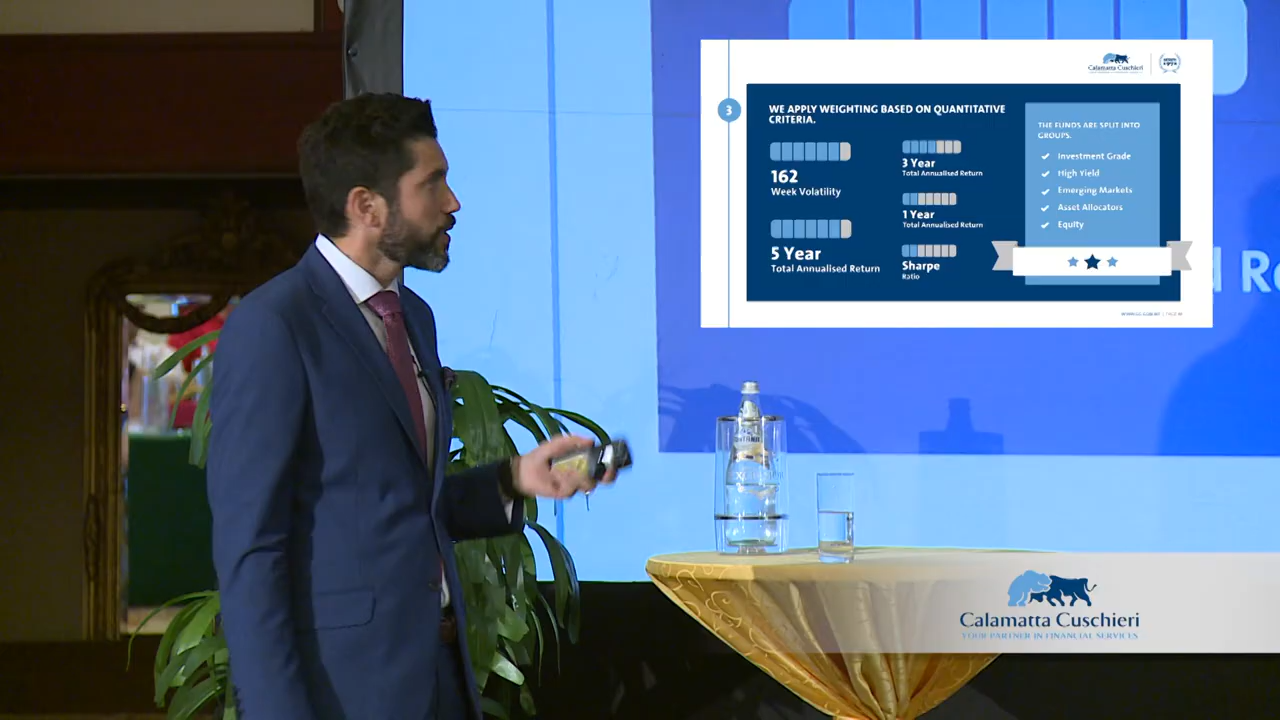 Calamatta Cuschieri
3
WE APPLY WEIGHTING BASED ON QUANTITATIVE
CRITERIA.
162
Week Volatility
5 Year
Total Annualised Return
3 Year
Total Annualised Return
1 Year
Total Annualised Return
Sharpe
Ratio
THE FUNDS ARE SPLIT INTO
GROUPS.
Investment Grade
High Yield
Emerging Markets
Asset Allocators
Equity
Calamatta Cuschieri
YOUR PARTNER IN FINANCIAL SERVICES